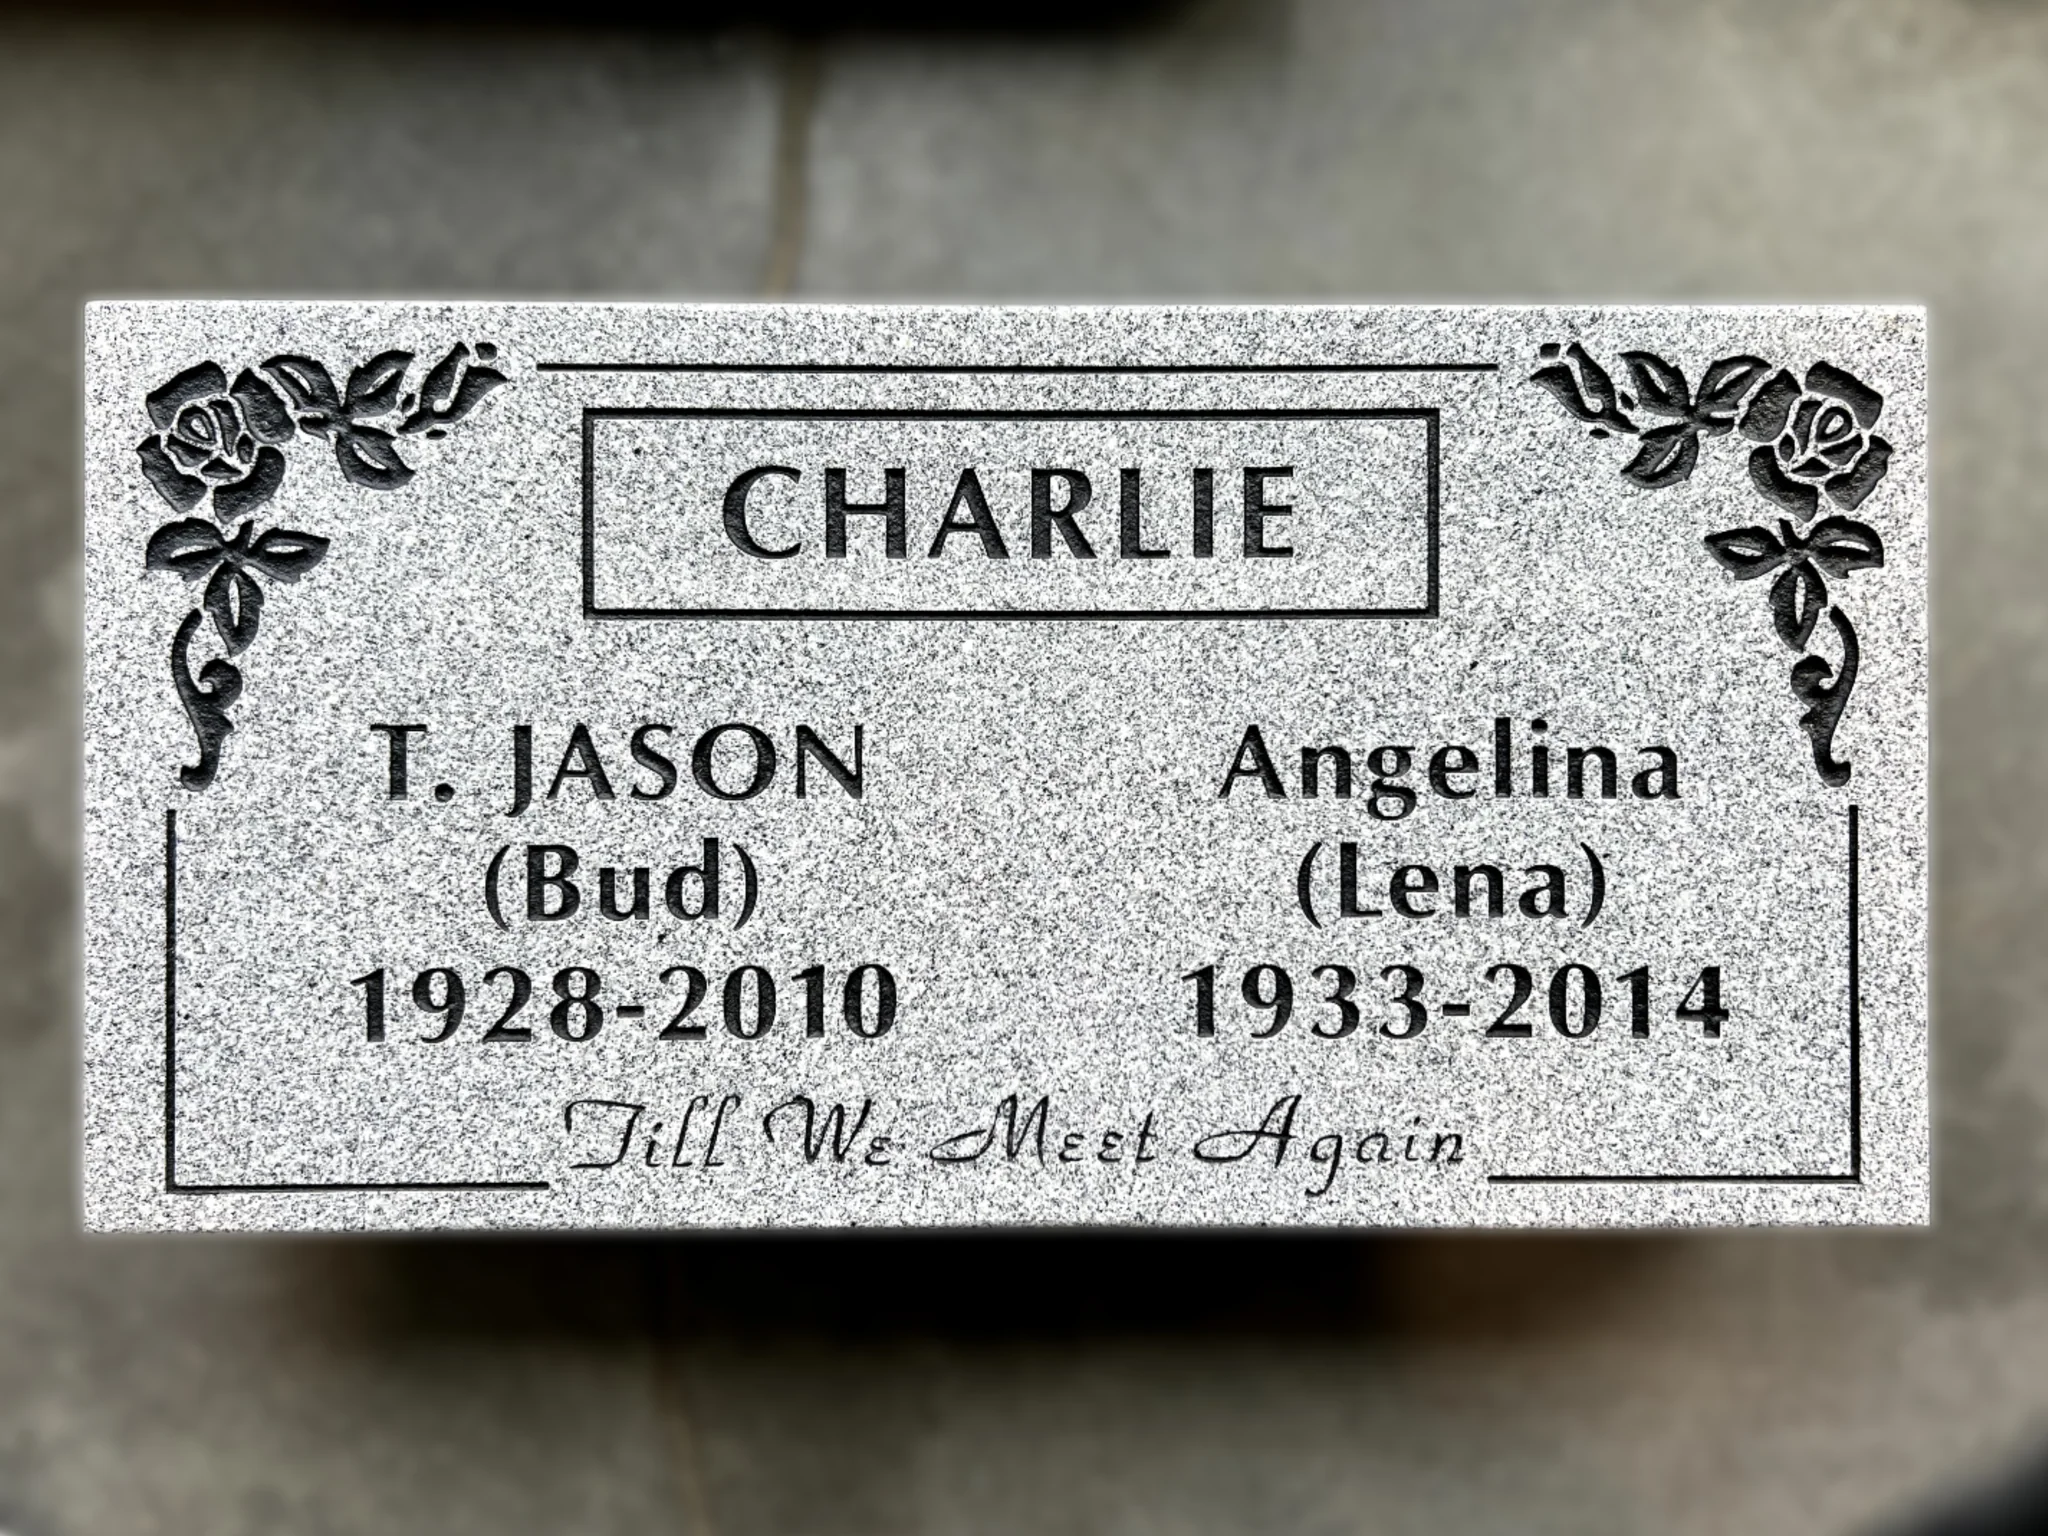 CHARLIE
T. JASON
(Bud)
1928-2010
Angelina
(Lena)
1933-2014
Till We Meet Again